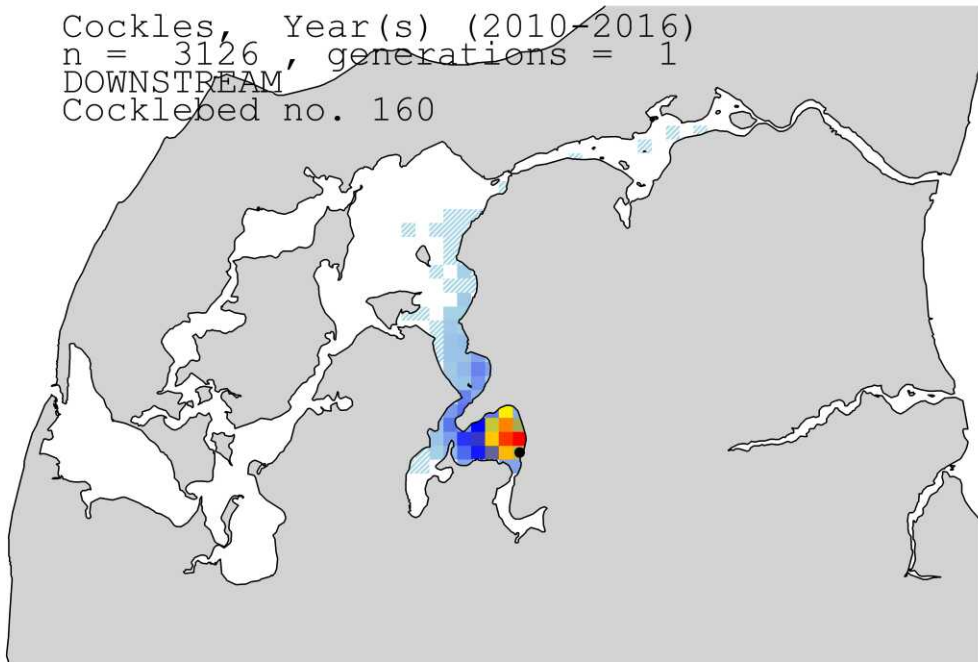 Cockles, Year(s) (2010-2016)
n = 3126 , generations = 1
DOWNSTREAM
Cocklebed no. 160